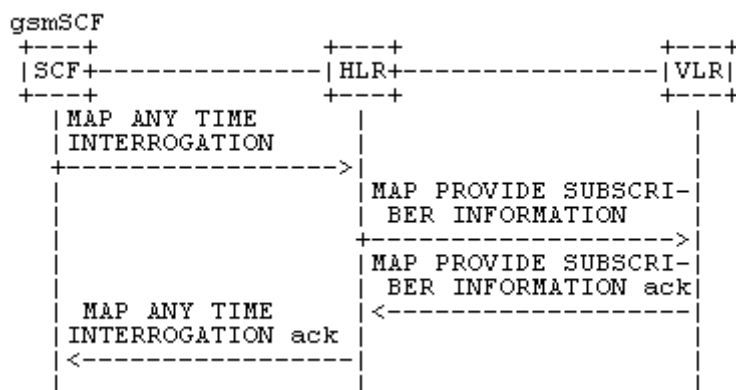 gsmSCF
SCF HLR VLR
MAP ANY TIME
INTERROGATION
MAP PROVIDE SUBSCRI-
BER INFORMATION
MAP PROVIDE SUBSCRI-
BER INFORMATION ack
MAP ANY TIME
INTERROGATION ack